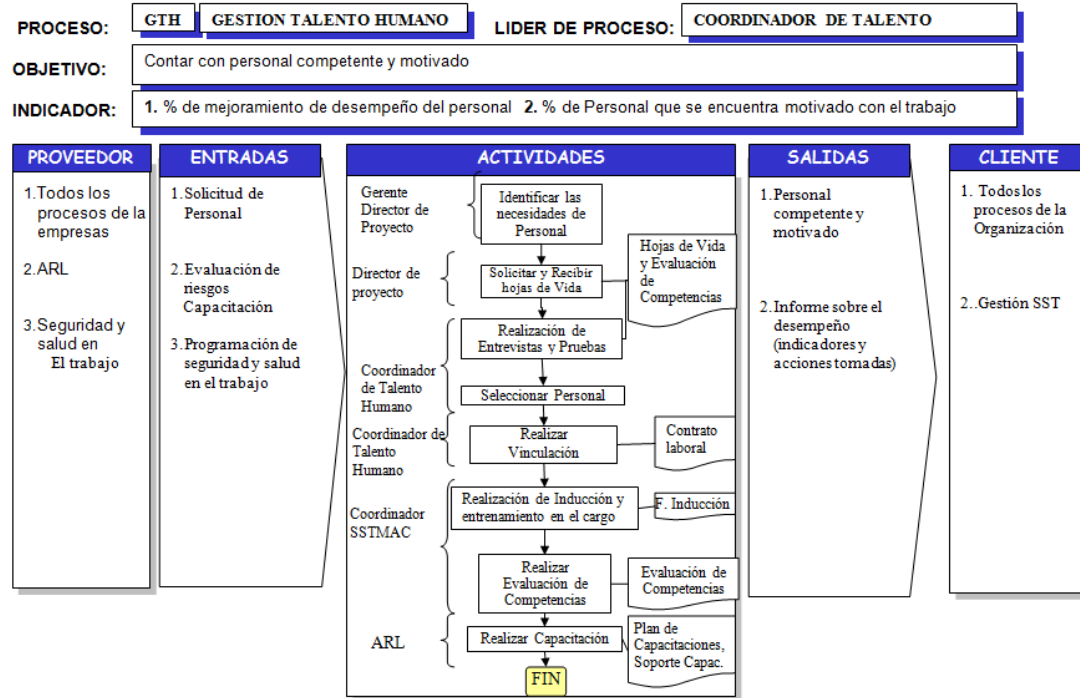 PROCESO:
GTH
GESTION TALENTO HUMANO
LIDER DE PROCESO:
COORDINADOR DE TALENTO
OBJETIVO:
Contar con personal competente y motivado
INDICADOR:
1. % de mejoramiento de desempeño del personal 2. % de Personal que se encuentra motivado con el trabajo
PROVEEDOR
1.Todos los
procesos de la
empresas
2.ARL
3.Seguridad y
salud en
El trabajo
ENTRADAS
1.Solicitud de
Personal
2.Evaluación de
riesgos
Capacitación
3.Programación de
seguridad y salud
en el trabajo
ACTIVIDADES
Gerente
Director de
Proyecto
Identificar las
necesidades de
Personal
Director de
proyecto
Solicitar y Recibir
hojas de Vida
Hojas de Vida
y Evaluación
de
Competencias
Realización de
Entrevistas y Pruebas
Coordinador
de Talento
Humano
Seleccionar Personal
Coordinador de
Talento
Humano
Realizar
Vinculación
Contrato
laboral
Coordinador
SSTMAC
Realización de Inducción y
entrenamiento en el cargo
F. Inducción
Realizar
Evaluación de
Competencias
Evaluación de
Competencias
ARL
Realizar Capacitación
Plan de
Capacitaciones,
Soporte Capac.
FIN
SALIDAS
1.Personal
competente y
motivado
2.Informe sobre el
desempeño
(indicadores y
acciones tomadas)
CLIENTE
1. Todos los
procesos de la
Organización
2..Gestión SST